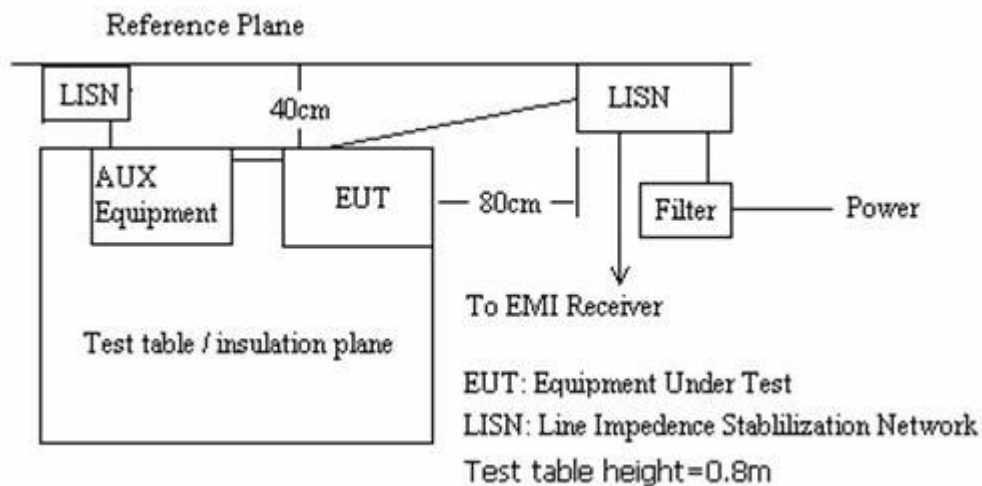 Reference Plane
LISN
40cm
LISN
AUX
Equipment
EUT
80cm
Filter
Power
To EMI Receiver
Test table / insulation plane
EUT: Equipment Under Test
LISN: Line Impedence Stablilization Network
Test table height=0.8m